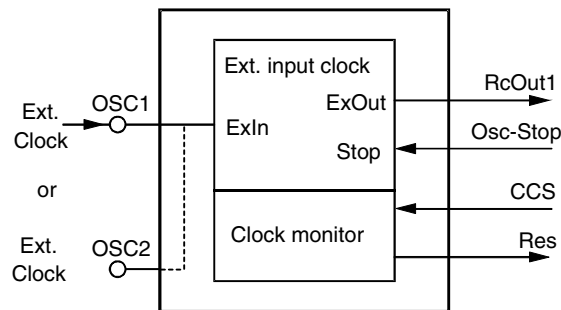 Ext. input clock
RcOut1
ExOut
OSC1
Ext.
Clock
ExIn
Osc-Stop
Stop
or
CCS
Clock monitor
OSC2
Ext.
Clock
Res